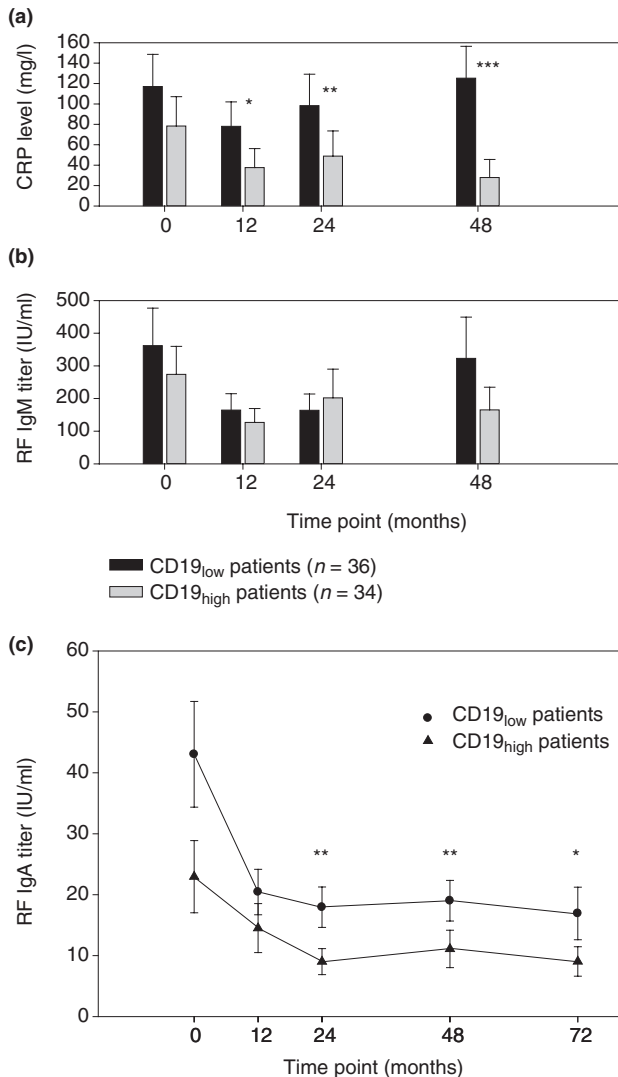 (a)
160
140
120
100
80
60
40
20
0
CRP level (mg/l)
*
**
***
0 12 24 48
(b)
500
400
300
200
100
0
RF IgM titer (IU/ml)
0 12 24 48
Time point (months)
CD19low patients (n = 36)
CD19high patients (n = 34)
(c)
60
50
40
30
20
10
0
RF IgA titer (IU/ml)
CD19low patients
CD19high patients
** ** *
0 12 24 48 72
Time point (months)